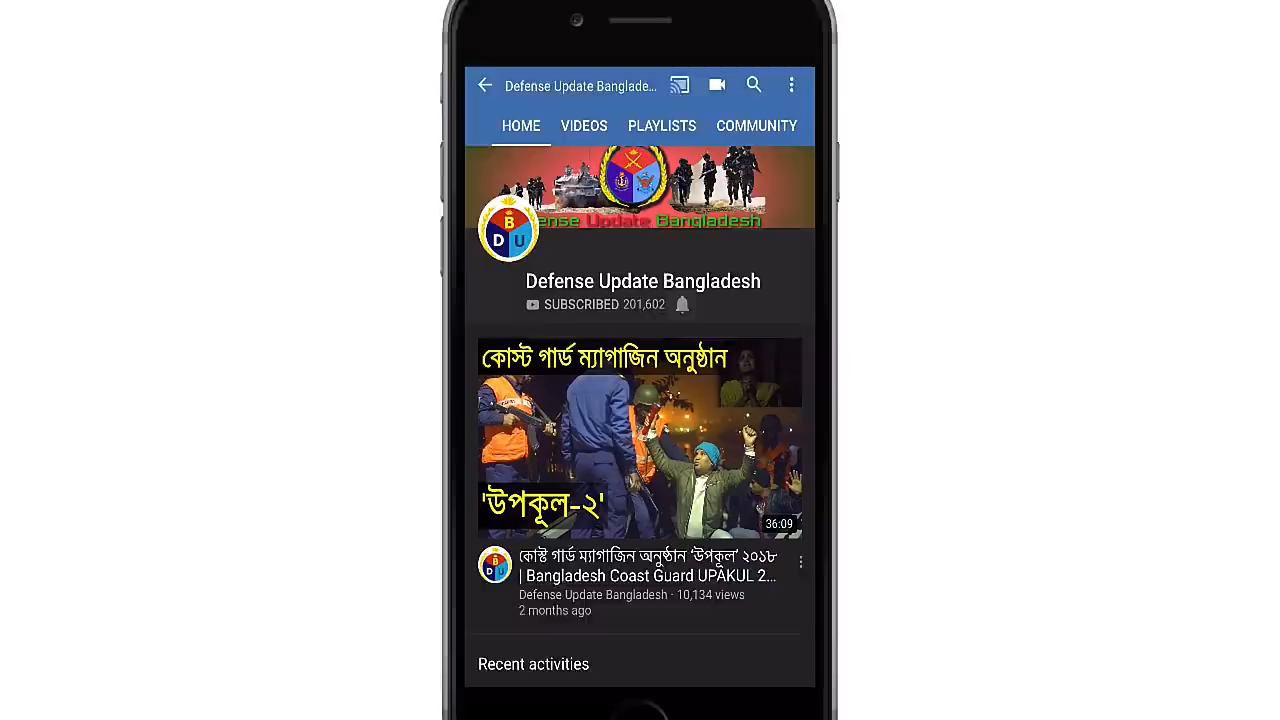 Defense Update Banglade...
HOME VIDEOS PLAYLISTS COMMUNITY
ense Update Bangladesh
B
D U
Defense Update Bangladesh
SUBSCRIBED 201,602
কোস্ট গার্ড ম্যাগাজিন অনুষ্ঠান
'উপকূল-২'
36:09
B
D U
কোস্ট গার্ড ম্যাগাজিন অনুষ্ঠান ‘উপকূল’ ২০১৮
| Bangladesh Coast Guard UPAKUL 2...
Defense Update Bangladesh · 10,134 views
2 months ago
Recent activities